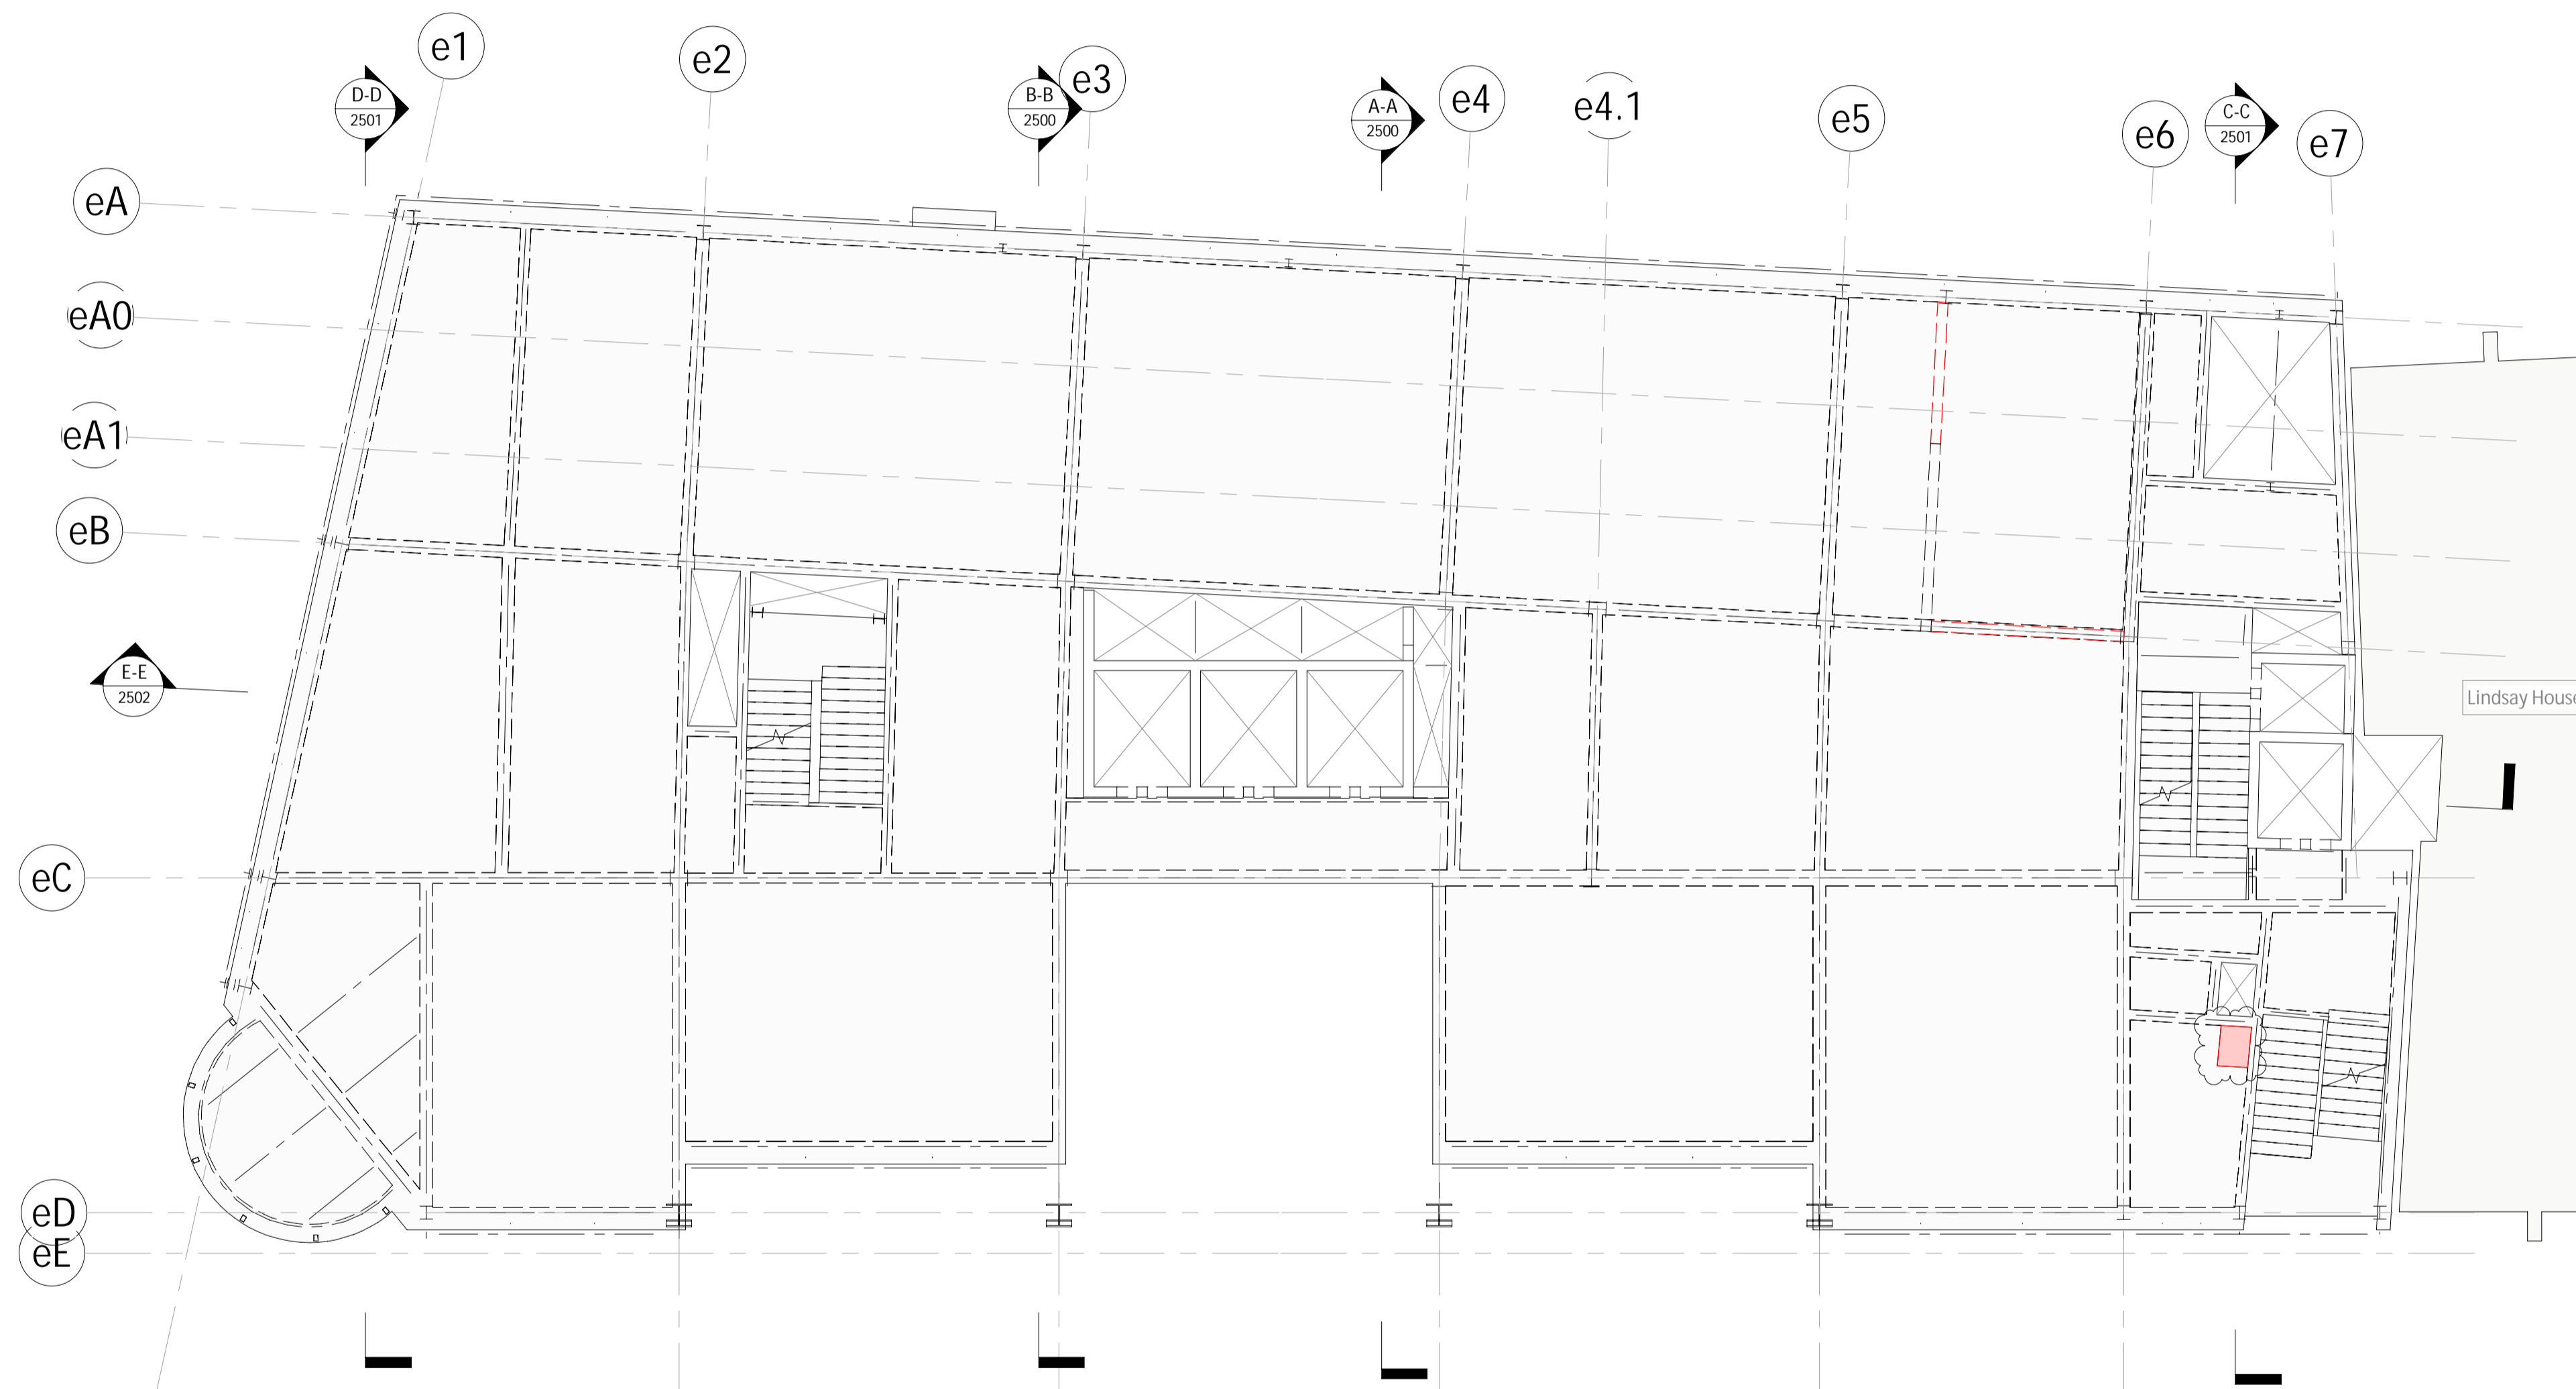 e1
e2
e3
e4
e4.1
e5
e6
e7
D-D
2501
B-B
2500
A-A
2500
C-C
2501
eA
eA0
eA1
eB
E-E
2502
Lindsay House
eC
eD
eE